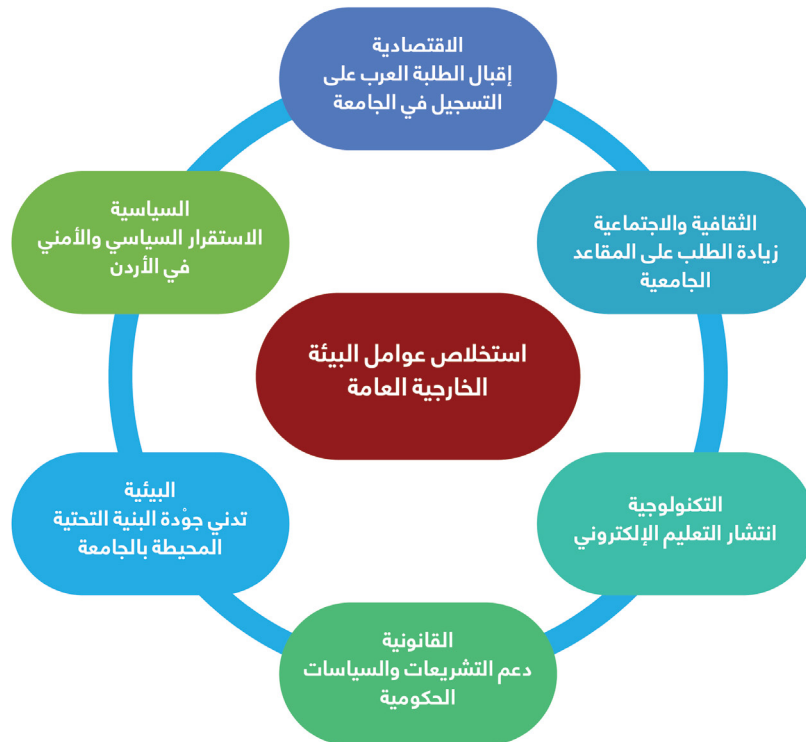 الاقتصادية
إقبال الطلبة العرب على
التسجيل في الجامعة
الثقافية والاجتماعية
زيادة الطلب على المقاعد
الجامعية
السياسية
الاستقرار السياسي والأمني
في الأردن
استخلاص عوامل البيئة
الخارجية العامة
التكنولوجية
انتشار التعليم الإلكتروني
البيئية
تدني جوْدة البنية التحتية
المحيطة بالجامعة
القانونية
دعم التشريعات والسياسات
الحكومية